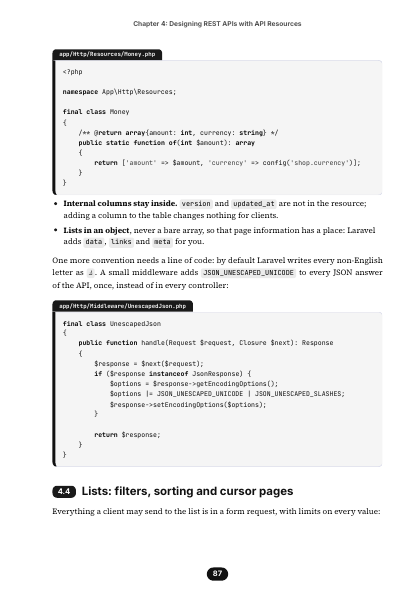 Chapter 4: Designing REST APIs with API Resources
app/Http/Resources/Money.php
<?php
namespace App\Http\Resources;
final class Money
{
    /** @return array{amount: int, currency: string} */
    public static function of(int $amount): array
    {
        return ['amount' => $amount, 'currency' => config('shop.currency')];
    }
}
• Internal columns stay inside. version and updated_at are not in the resource;
adding a column to the table changes nothing for clients.
• Lists in an object, never a bare array, so that page information has a place: Laravel
adds data, links and meta for you.
One more convention needs a line of code: by default Laravel writes every non-English
letter as . A small middleware adds JSON_UNESCAPED_UNICODE to every JSON answer
of the API, once, instead of in every controller:
app/Http/Middleware/UnescapedJson.php
final class UnescapedJson
{
    public function handle(Request $request, Closure $next): Response
    {
        $response = $next($request);
        if ($response instanceof JsonResponse) {
            $options = $response->getEncodingOptions();
            $options |= JSON_UNESCAPED_UNICODE | JSON_UNESCAPED_SLASHES;
            $response->setEncodingOptions($options);
        }
        return $response;
    }
}
4.4 Lists: filters, sorting and cursor pages
Everything a client may send to the list is in a form request, with limits on every value:
87